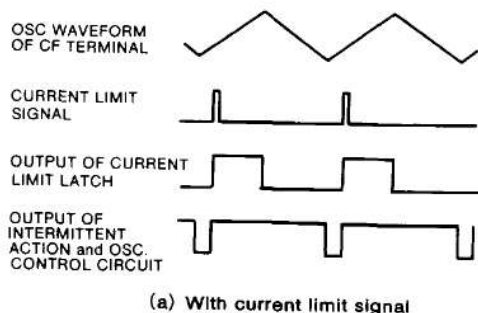 OSC WAVEFORM
OF CF TERMINAL
CURRENT LIMIT
SIGNAL
OUTPUT OF CURRENT
LIMIT LATCH
OUTPUT OF
INTERMITTENT
ACTION and OSC.
CONTROL CIRCUIT
(a) With current limit signal